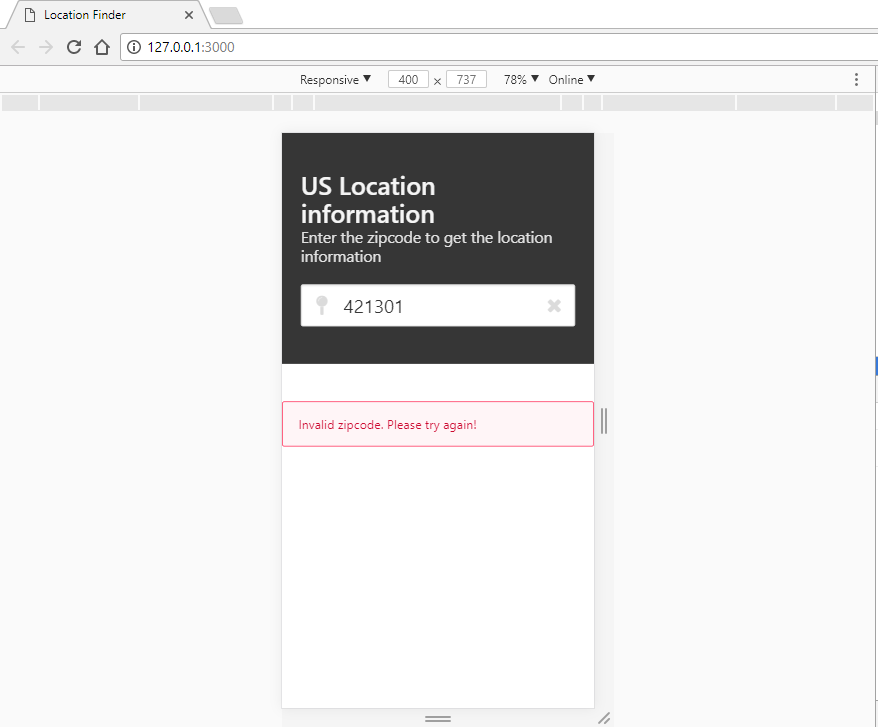 Location Finder
127.0.0.1:3000
Responsive 400 × 737 78% Online
US Location
information
Enter the zipcode to get the location
information
421301
Invalid zipcode. Please try again!